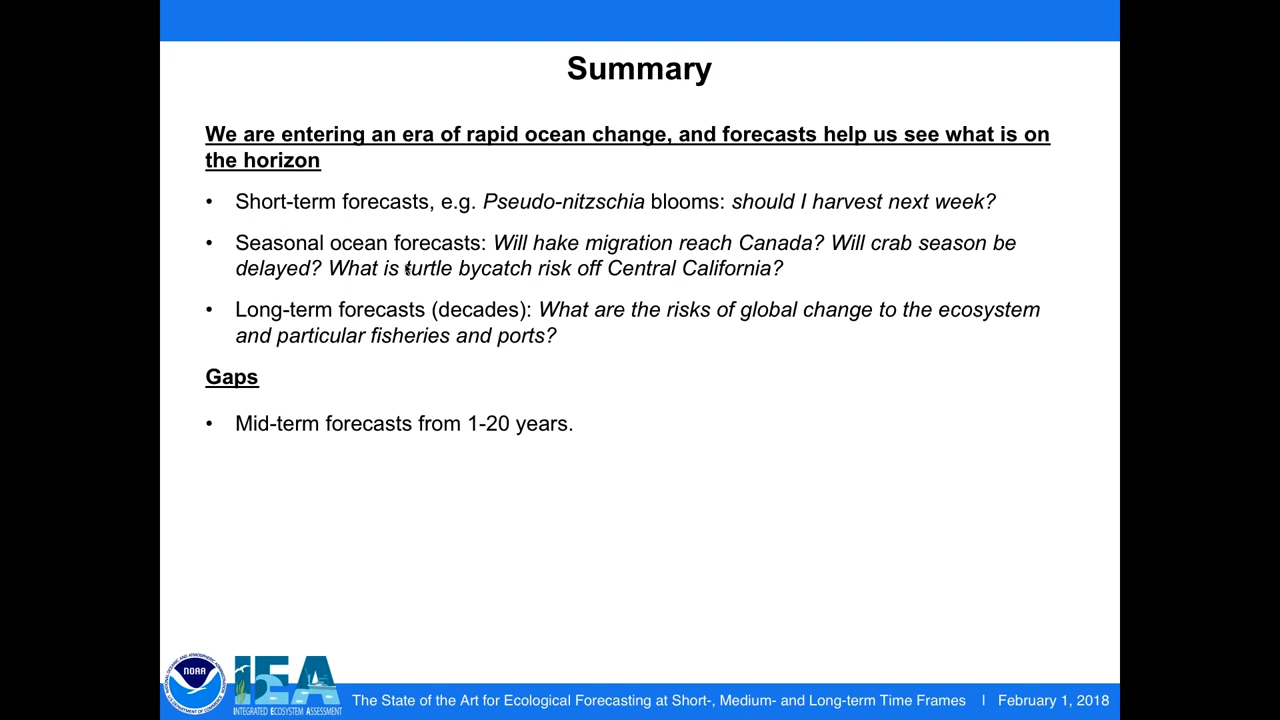 Summary
We are entering an era of rapid ocean change, and forecasts help us see what is on
the horizon
• Short-term forecasts, e.g. Pseudo-nitzschia blooms: should I harvest next week?
• Seasonal ocean forecasts: Will hake migration reach Canada? Will crab season be
delayed? What is turtle bycatch risk off Central California?
• Long-term forecasts (decades): What are the risks of global change to the ecosystem
and particular fisheries and ports?
Gaps
• Mid-term forecasts from 1-20 years.
NOAA
IEA
INTEGRATED ECOSYSTEM ASSESSMENT
The State of the Art for Ecological Forecasting at Short-, Medium- and Long-term Time Frames | February 1, 2018